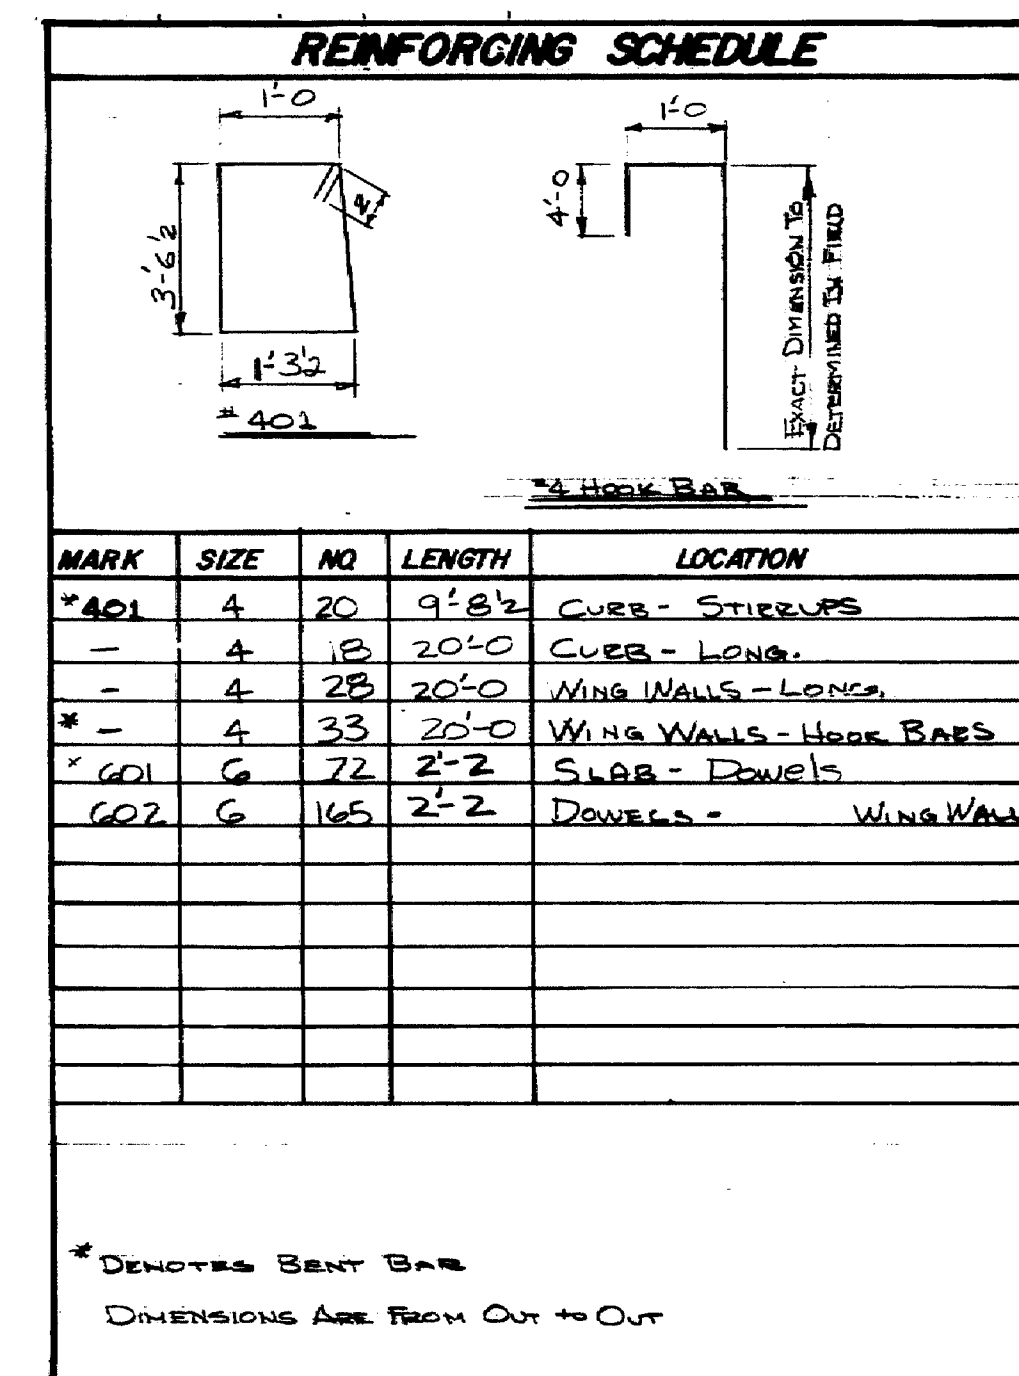 REINFORCING SCHEDULE
1'-0
3'-6½
1'-3½
# 401
1'-0
4'-0
EXACT DIMENSION TO
DETERMINED IN FIELD
#4 HOOK BAR
MARK SIZE NO. LENGTH LOCATION
*401 4 20 9'-8½ CURB - STIRRUPS
— 4 18 20'-0 CURB - LONG.
— 4 28 20'-0 WING WALLS - LONG.
* — 4 33 20'-0 WING WALLS - HOOK BARS
* 601 6 72 2'-2 SLAB - Dowels
602 6 165 2'-2 DOWELS - WING WALL
* DENOTES BENT BAR
DIMENSIONS ARE FROM OUT to OUT